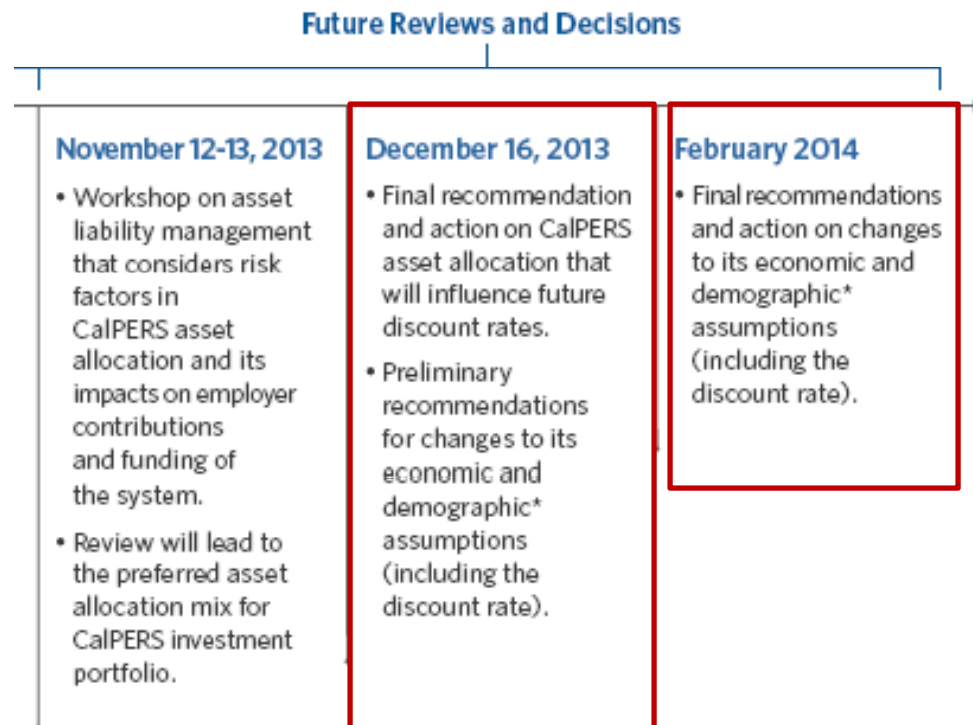 Future Reviews and Decisions
November 12-13, 2013
• Workshop on asset
liability management
that considers risk
factors in
CalPERS asset
allocation and its
impacts on employer
contributions
and funding of
the system.
• Review will lead to
the preferred asset
allocation mix for
CalPERS investment
portfolio.
December 16, 2013
• Final recommendation
and action on CalPERS
asset allocation that
will influence future
discount rates.
• Preliminary
recommendations
for changes to its
economic and
demographic*
assumptions
(including the
discount rate).
February 2014
• Final recommendations
and action on changes
to its economic and
demographic*
assumptions
(including the
discount rate).